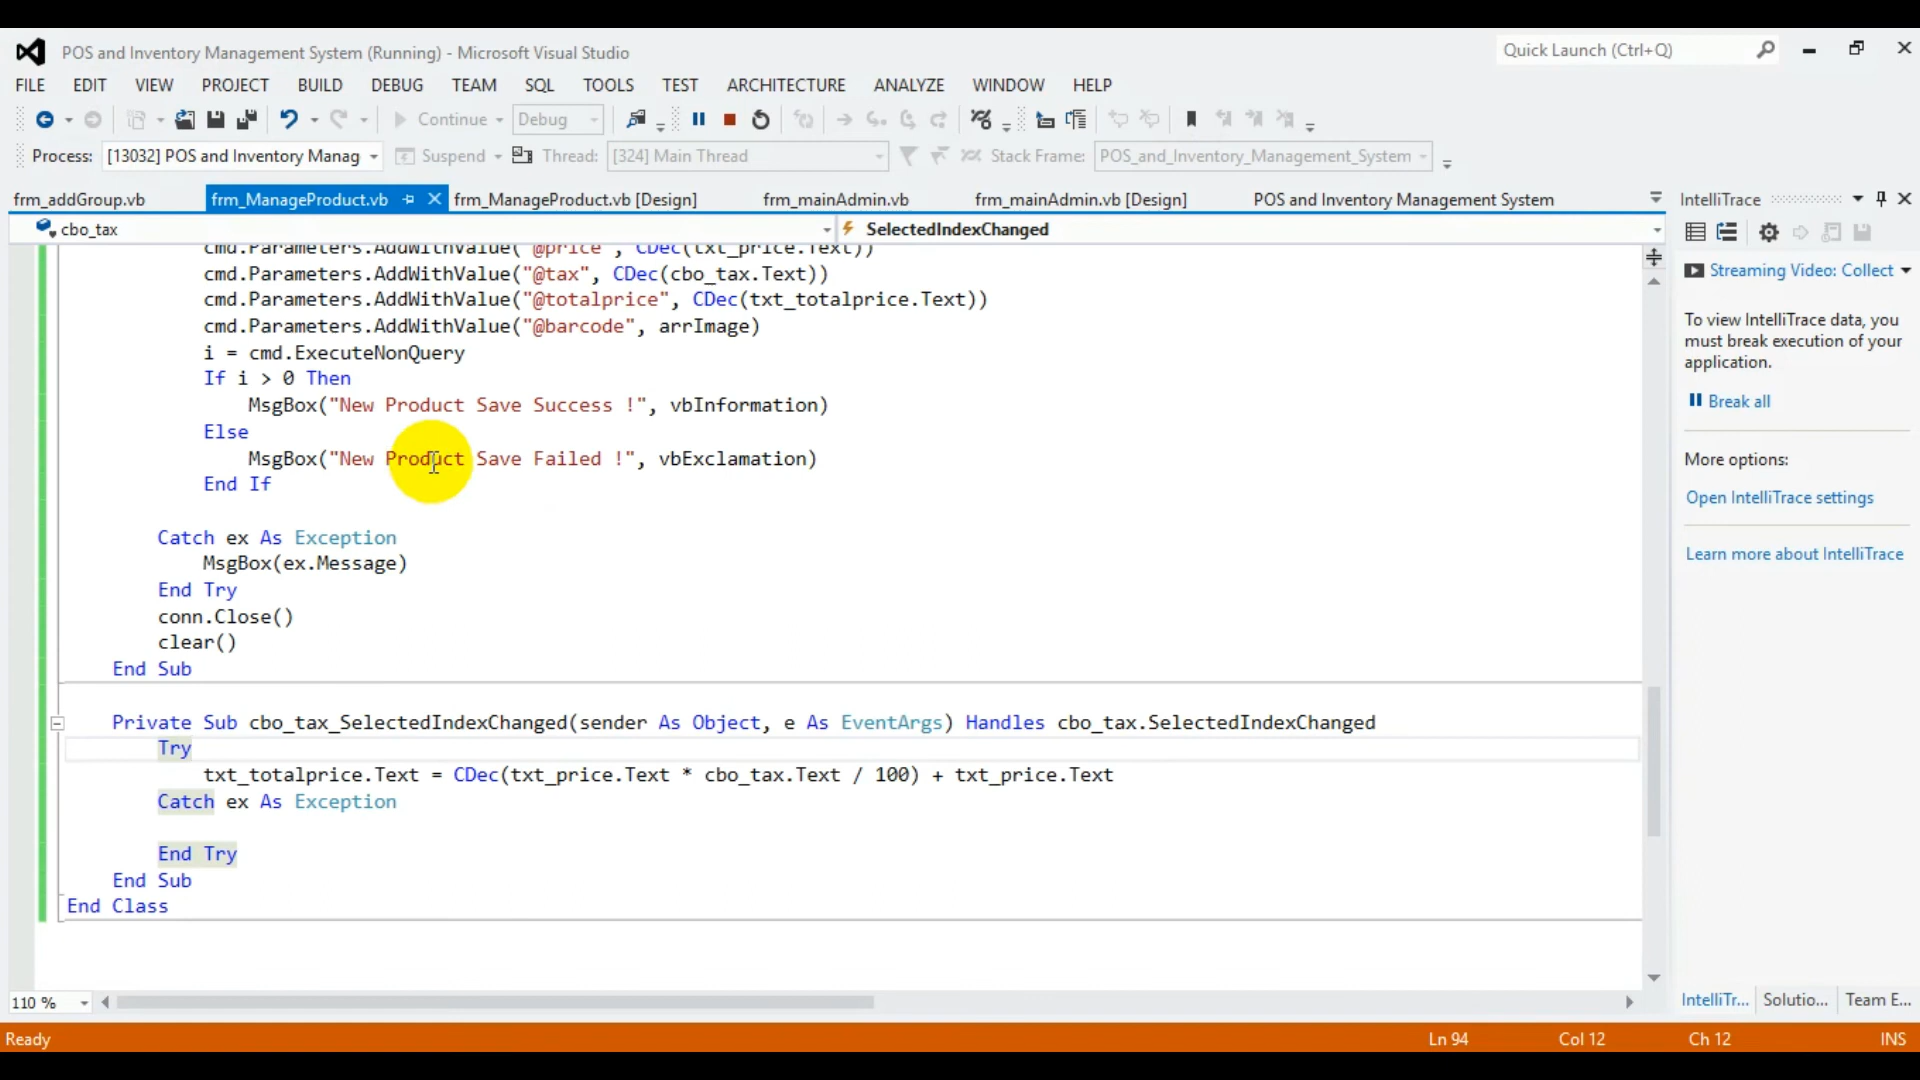 POS and Inventory Management System (Running) - Microsoft Visual Studio
Quick Launch (Ctrl+Q)
FILE EDIT VIEW PROJECT BUILD DEBUG TEAM SQL TOOLS TEST ARCHITECTURE ANALYZE WINDOW HELP
Continue Debug
Process: [13032] POS and Inventory Manag Suspend Thread: [324] Main Thread Stack Frame: POS_and_Inventory_Management_System
frm_addGroup.vb frm_ManageProduct.vb frm_ManageProduct.vb [Design] frm_mainAdmin.vb frm_mainAdmin.vb [Design] POS and Inventory Management System
cbo_tax SelectedIndexChanged
cmd.Parameters.AddWithValue("@price", CDec(txt_price.Text))
cmd.Parameters.AddWithValue("@tax", CDec(cbo_tax.Text))
cmd.Parameters.AddWithValue("@totalprice", CDec(txt_totalprice.Text))
cmd.Parameters.AddWithValue("@barcode", arrImage)
i = cmd.ExecuteNonQuery
If i > 0 Then
MsgBox("New Product Save Success !", vbInformation)
Else
MsgBox("New Product Save Failed !", vbExclamation)
End If
Catch ex As Exception
MsgBox(ex.Message)
End Try
conn.Close()
clear()
End Sub
Private Sub cbo_tax_SelectedIndexChanged(sender As Object, e As EventArgs) Handles cbo_tax.SelectedIndexChanged
Try
txt_totalprice.Text = CDec(txt_price.Text * cbo_tax.Text / 100) + txt_price.Text
Catch ex As Exception
End Try
End Sub
End Class
110 %
IntelliTrace
Streaming Video: Collect
To view IntelliTrace data, you
must break execution of your
application.
Break all
More options:
Open IntelliTrace settings
Learn more about IntelliTrace
IntelliTr... Solutio... Team E...
Ready Ln 94 Col 12 Ch 12 INS